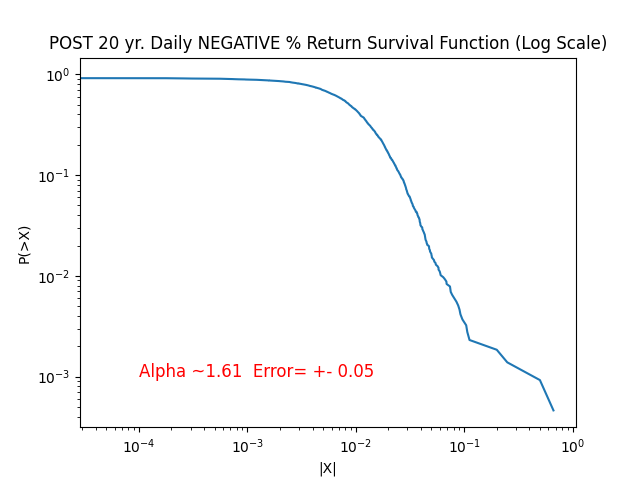 POST 20 yr. Daily NEGATIVE % Return Survival Function (Log Scale)
10⁰
10⁻¹
10⁻²
10⁻³
P(>X)
Alpha ~1.61  Error= +- 0.05
10⁻⁴ 10⁻³ 10⁻² 10⁻¹ 10⁰
|X|